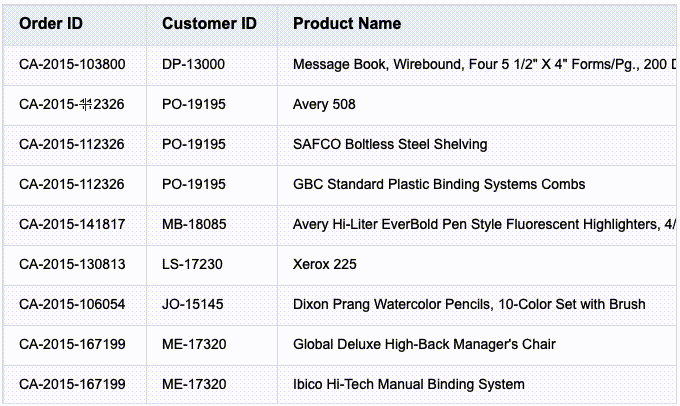 Order ID Customer ID Product Name
CA-2015-103800 DP-13000 Message Book, Wirebound, Four 5 1/2" X 4" Forms/Pg., 200 D
CA-2015-112326 PO-19195 Avery 508
CA-2015-112326 PO-19195 SAFCO Boltless Steel Shelving
CA-2015-112326 PO-19195 GBC Standard Plastic Binding Systems Combs
CA-2015-141817 MB-18085 Avery Hi-Liter EverBold Pen Style Fluorescent Highlighters, 4/
CA-2015-130813 LS-17230 Xerox 225
CA-2015-106054 JO-15145 Dixon Prang Watercolor Pencils, 10-Color Set with Brush
CA-2015-167199 ME-17320 Global Deluxe High-Back Manager's Chair
CA-2015-167199 ME-17320 Ibico Hi-Tech Manual Binding System